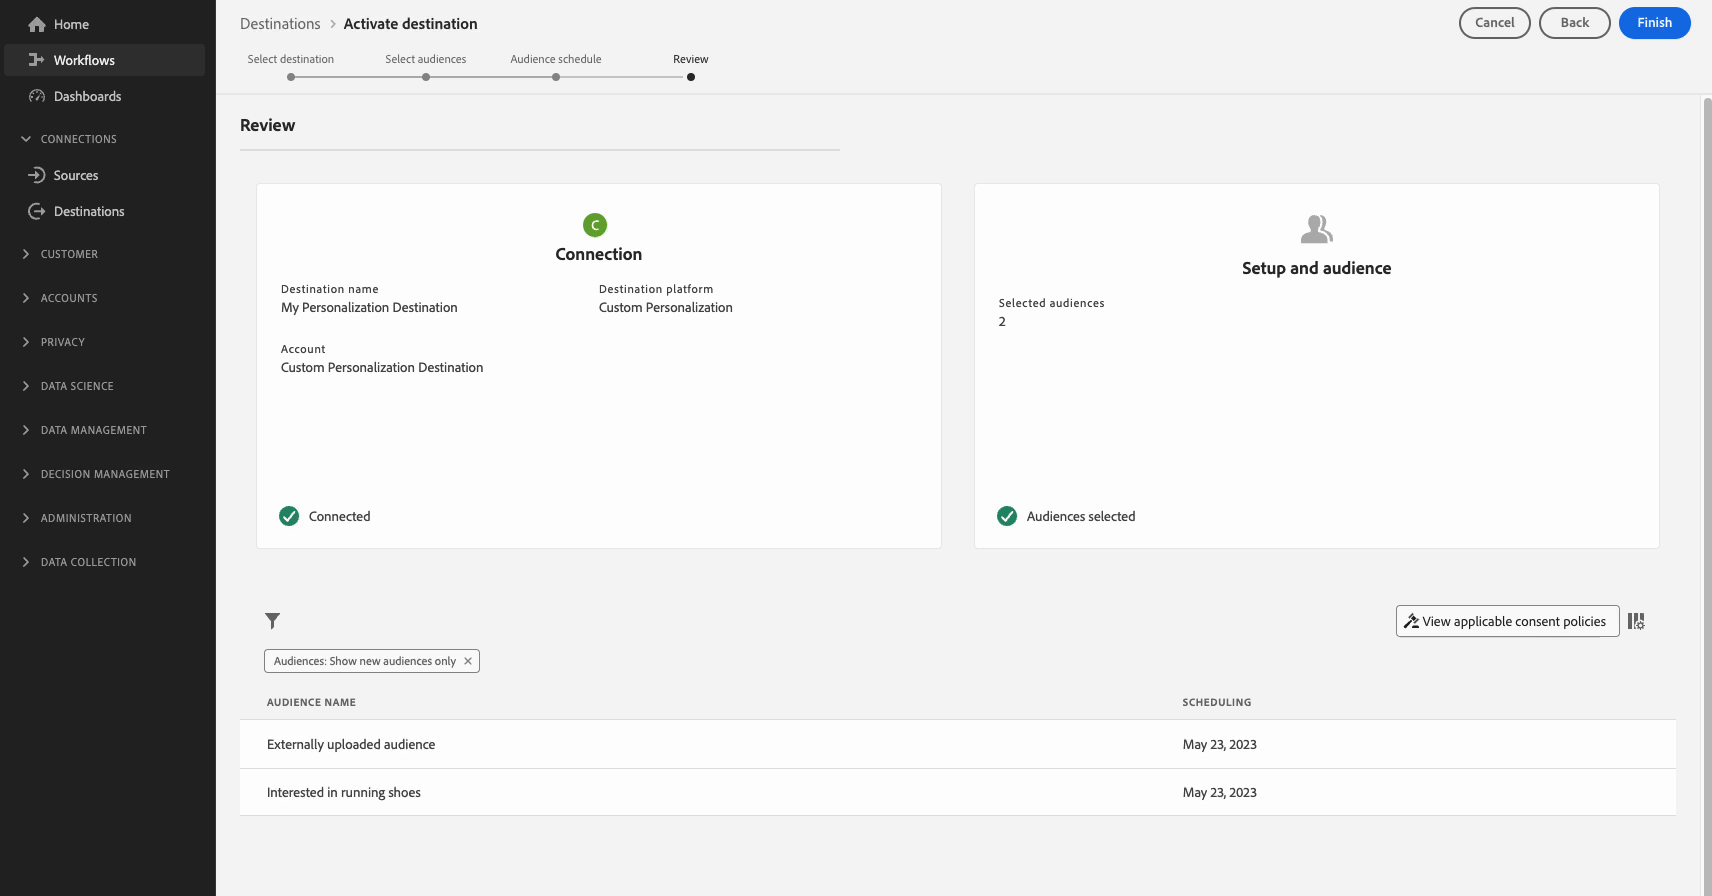 Home
Workflows
Dashboards
CONNECTIONS
Sources
Destinations
CUSTOMER
ACCOUNTS
PRIVACY
DATA SCIENCE
DATA MANAGEMENT
DECISION MANAGEMENT
ADMINISTRATION
DATA COLLECTION
Destinations > Activate destination
Cancel
Back
Finish
Select destination
Select audiences
Audience schedule
Review
Review
C
Connection
Destination name
My Personalization Destination
Destination platform
Custom Personalization
Account
Custom Personalization Destination
Connected
Setup and audience
Selected audiences
2
Audiences selected
View applicable consent policies
Audiences: Show new audiences only
AUDIENCE NAME SCHEDULING
Externally uploaded audience May 23, 2023
Interested in running shoes May 23, 2023